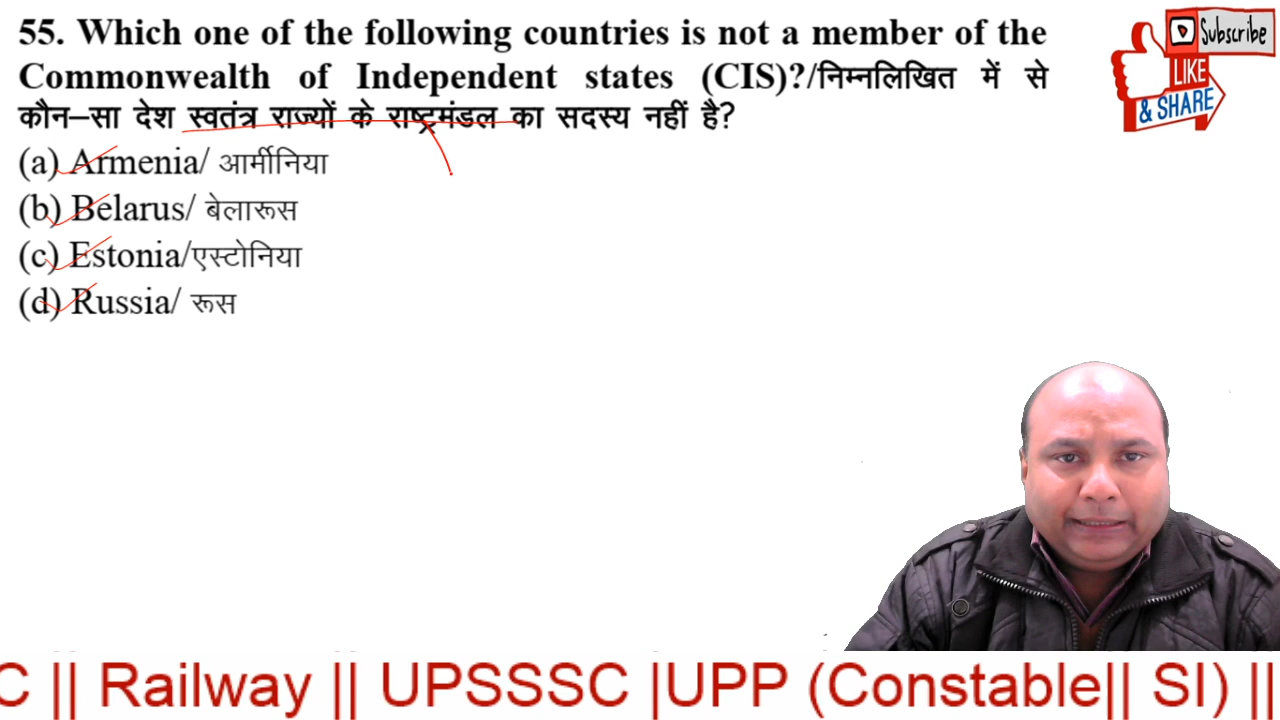 55. Which one of the following countries is not a member of the
Commonwealth of Independent states (CIS)?/निम्नलिखित में से
कौन–सा देश स्वतंत्र राज्यों के राष्ट्रमंडल का सदस्य नहीं है?
(a) Armenia/ आर्मीनिया
(b) Belarus/ बेलारूस
(c) Estonia/एस्टोनिया
(d) Russia/ रूस
Subscribe
LIKE
& SHARE
C || Railway || UPSSSC |UPP (Constable|| SI) ||